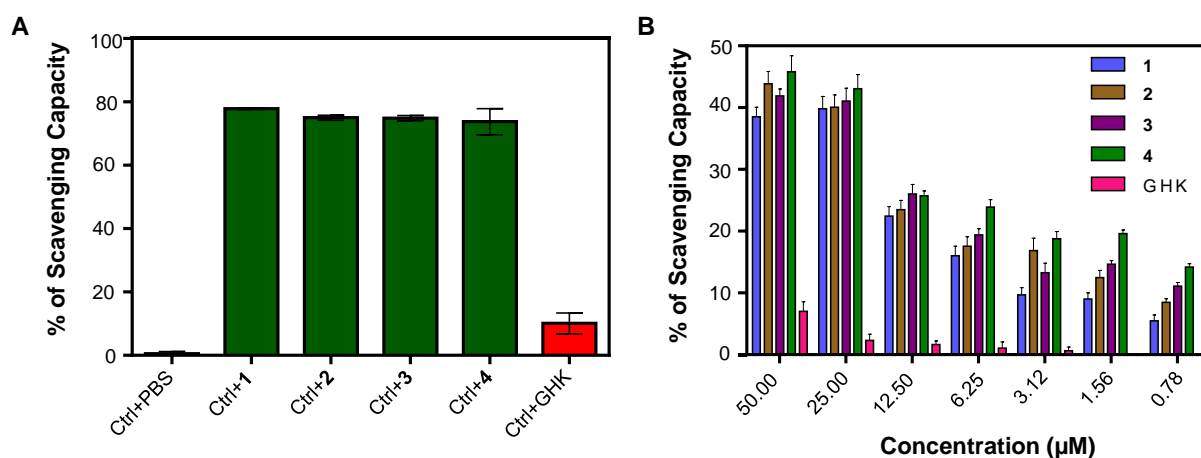 A
% of Scavenging Capacity
100
80
60
40
20
0
Ctrl+PBS
Ctrl+1
Ctrl+2
Ctrl+3
Ctrl+4
Ctrl+GHK
B
% of Scavenging Capacity
50
40
30
20
10
0
1
2
3
4
GHK
50.00
25.00
12.50
6.25
3.12
1.56
0.78
Concentration (µM)